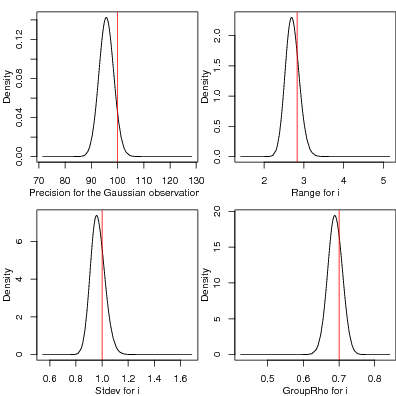 Density
0.00 0.04 0.08 0.12
70 80 90 100 110 120 130
Precision for the Gaussian observation
Density
0.0 0.5 1.0 1.5 2.0
2 3 4 5
Range for i
Density
0 2 4 6
0.6 0.8 1.0 1.2 1.4 1.6
Stdev for i
Density
0 5 10 15 20
0.5 0.6 0.7 0.8
GroupRho for i